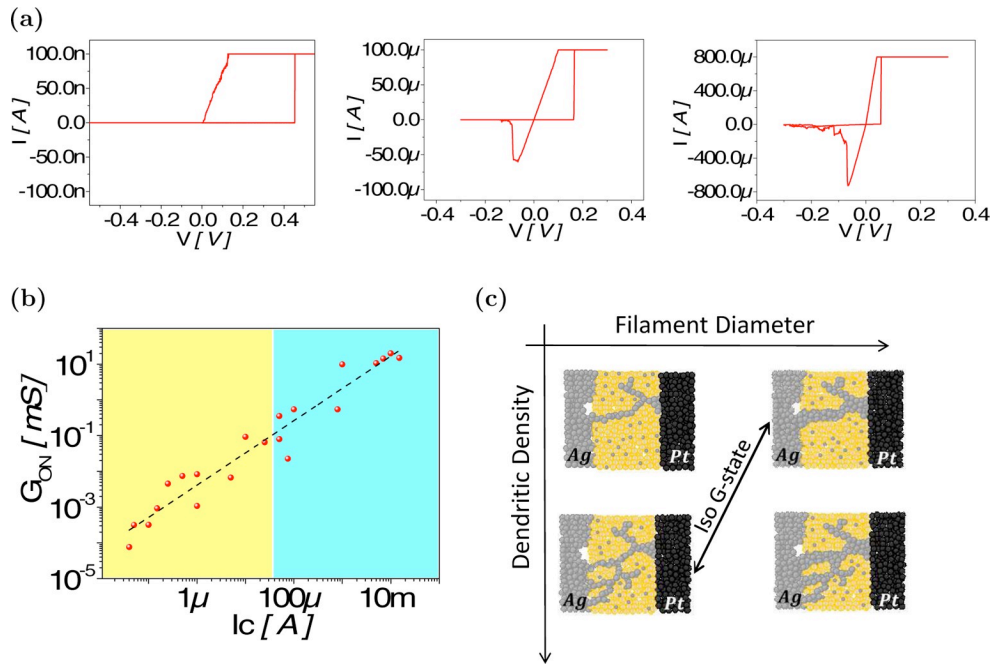 (a)
100.0n
50.0n
0.0
-50.0n
-100.0n
I [A]
-0.4 -0.2 0.0 0.2 0.4
V [V]
100.0µ
50.0µ
0.0
-50.0µ
-100.0µ
I [A]
-0.4 -0.2 0.0 0.2 0.4
V [V]
800.0µ
400.0µ
0.0
-400.0µ
-800.0µ
I [A]
-0.4 -0.2 0.0 0.2 0.4
V [V]
(b)
10¹
10⁻¹
10⁻³
10⁻⁵
G_ON [mS]
1µ 100µ 10m
Ic [A]
(c)
Filament Diameter
Dendritic Density
Ag Pt
Ag Pt
Iso G-state
Ag Pt
Ag Pt